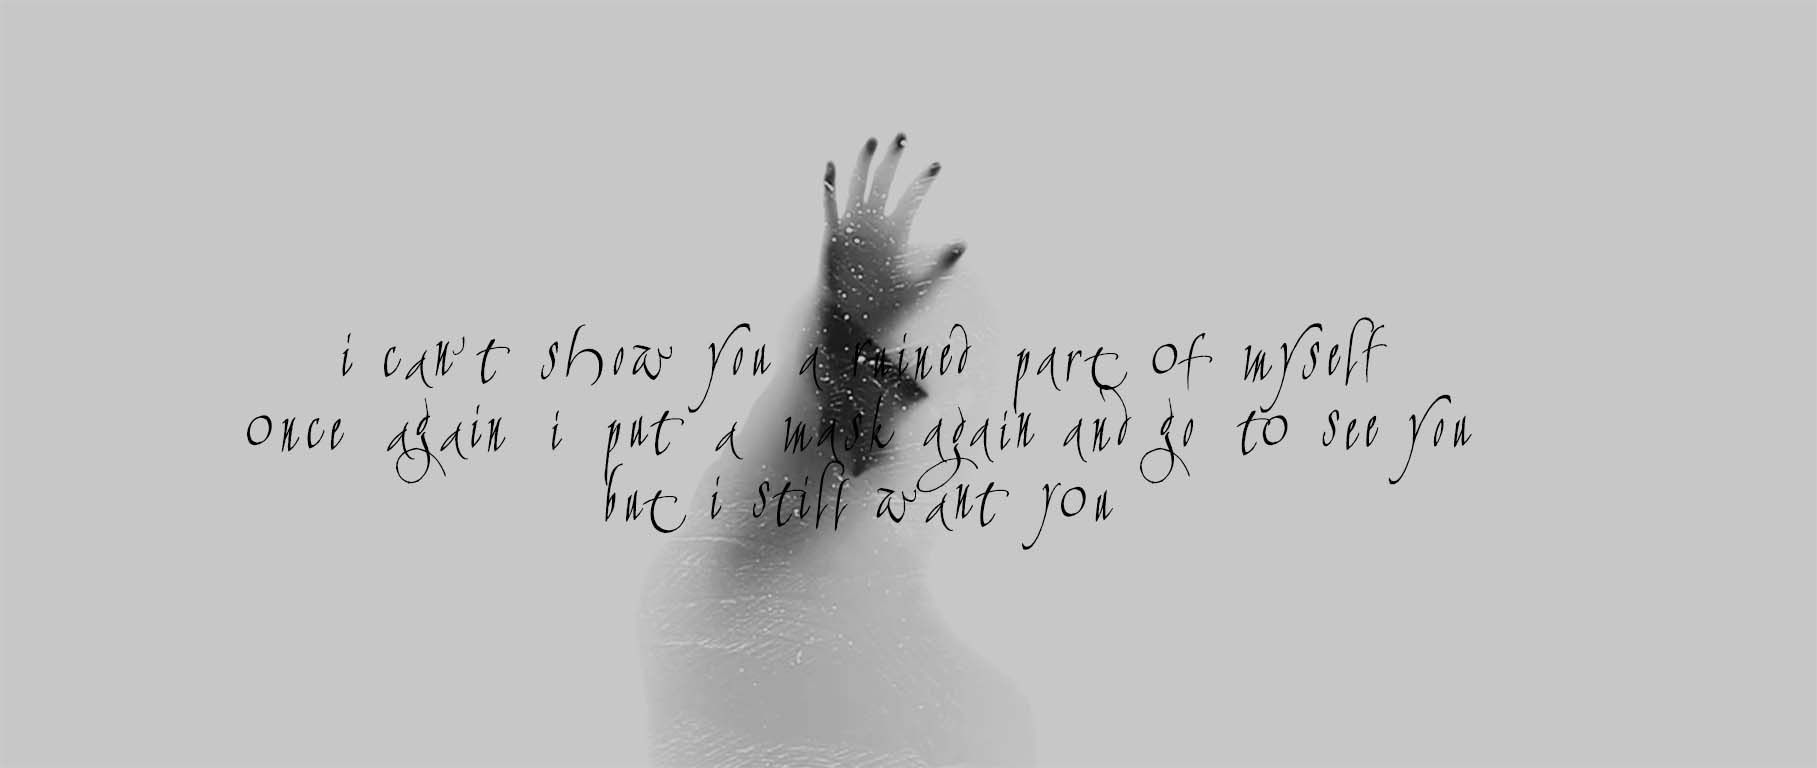 i can't show you a ruined part of myself
once again i put a mask again and go to see you
but i still want you